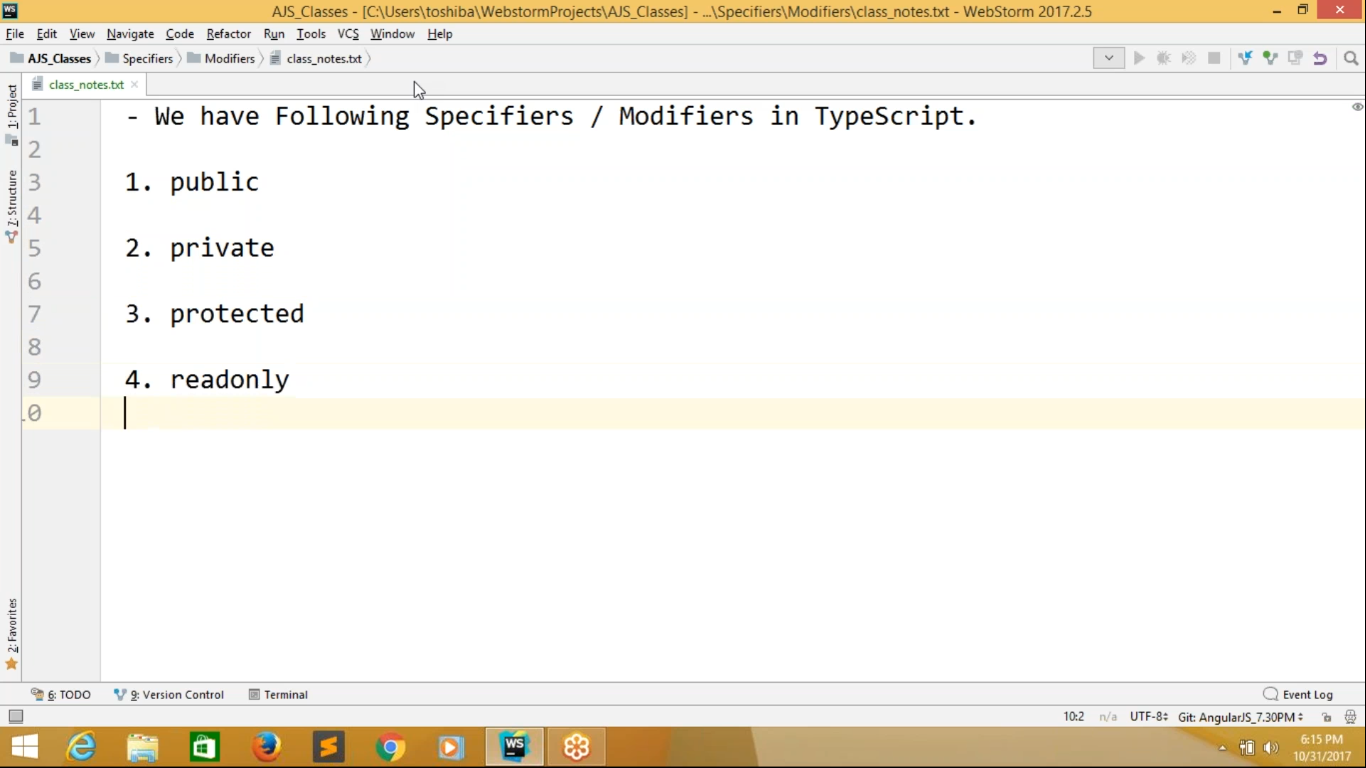 WS
AJS_Classes - [C:\Users\toshiba\WebstormProjects\AJS_Classes] - ...\Specifiers\Modifiers\class_notes.txt - WebStorm 2017.2.5
File Edit View Navigate Code Refactor Run Tools VCS Window Help
AJS_Classes Specifiers Modifiers class_notes.txt
class_notes.txt
1: Project
7: Structure
2: Favorites
1 - We have Following Specifiers / Modifiers in TypeScript.
2
3 1. public
4
5 2. private
6
7 3. protected
8
9 4. readonly
10
6: TODO 9: Version Control Terminal Event Log
10:2 n/a UTF-8 Git: AngularJS_7.30PM
WS
6:15 PM
10/31/2017